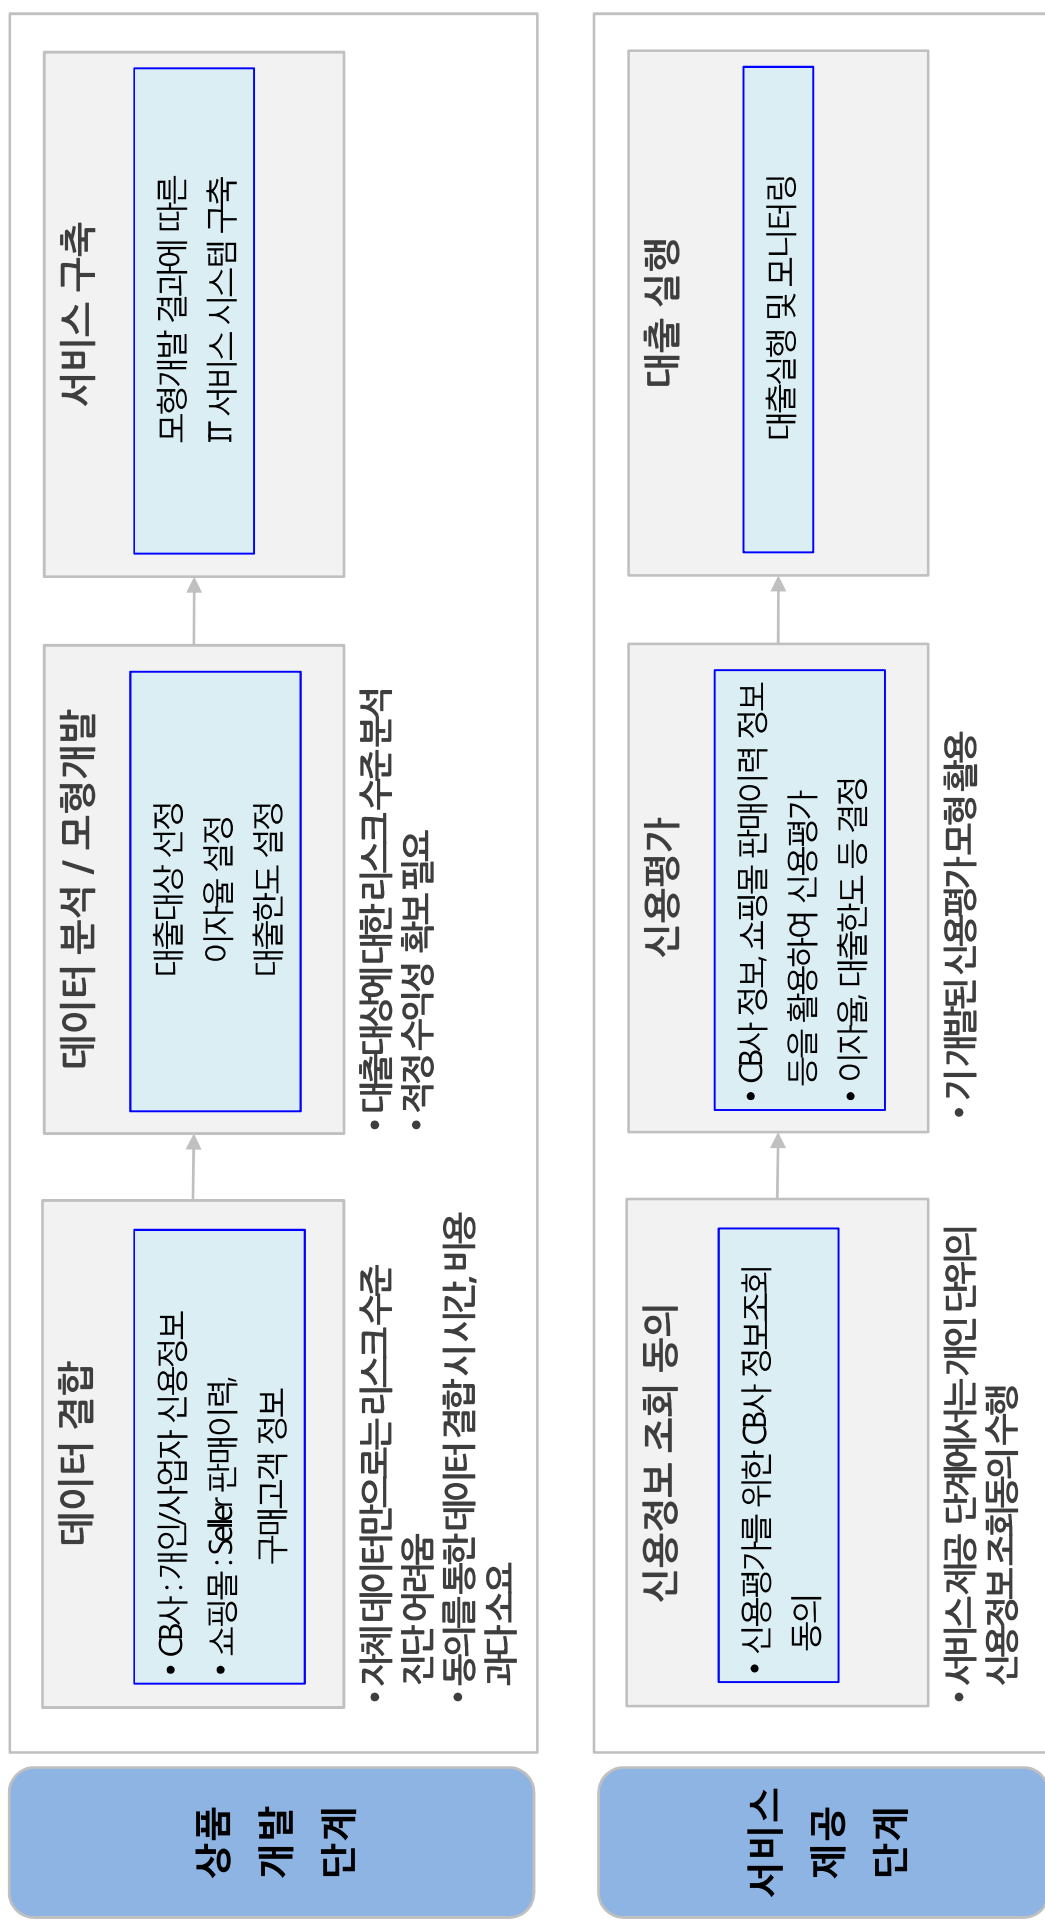 상품
개발
단계
데이터 결합
• CB사 : 개인/사업자 신용정보
• 쇼핑몰 : Seller 판매이력,
구매고객 정보
• 자체 데이터만으로는 리스크 수준
진단 어려움
• 동의를 통한 데이터 결합 시 시간, 비용
과다 소요
데이터 분석 / 모형개발
대출대상 선정
이자율 설정
대출한도 설정
• 대출대상에 대한 리스크 수준 분석
• 적정 수익성 확보 필요
서비스 구축
모형개발 결과에 따른
IT 서비스 시스템 구축
서비스
제공
단계
신용정보 조회 동의
• 신용평가를 위한 CB사 정보조회
동의
• 서비스 제공 단계에서는 개인 단위의
신용정보 조회동의 수행
신용평가
• CB사 정보, 쇼핑몰 판매이력 정보
등을 활용하여 신용평가
• 이자율, 대출한도 등 결정
• 기 개발된 신용평가 모형 활용
대출 실행
대출실행 및 모니터링